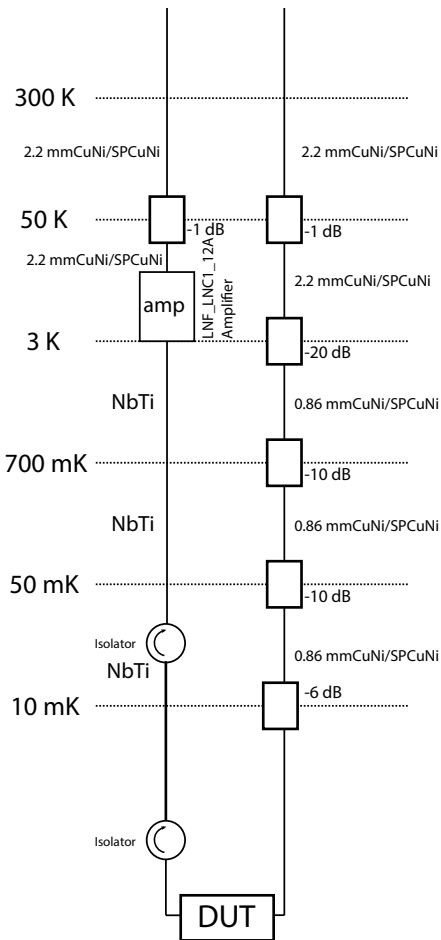 300 K
2.2 mmCuNi/SPCuNi
2.2 mmCuNi/SPCuNi
50 K
-1 dB
-1 dB
2.2 mmCuNi/SPCuNi
2.2 mmCuNi/SPCuNi
amp
LNF_LNC1_12A
Amplifier
3 K
-20 dB
NbTi
0.86 mmCuNi/SPCuNi
700 mK
-10 dB
NbTi
0.86 mmCuNi/SPCuNi
50 mK
-10 dB
Isolator
NbTi
0.86 mmCuNi/SPCuNi
10 mK
-6 dB
Isolator
DUT